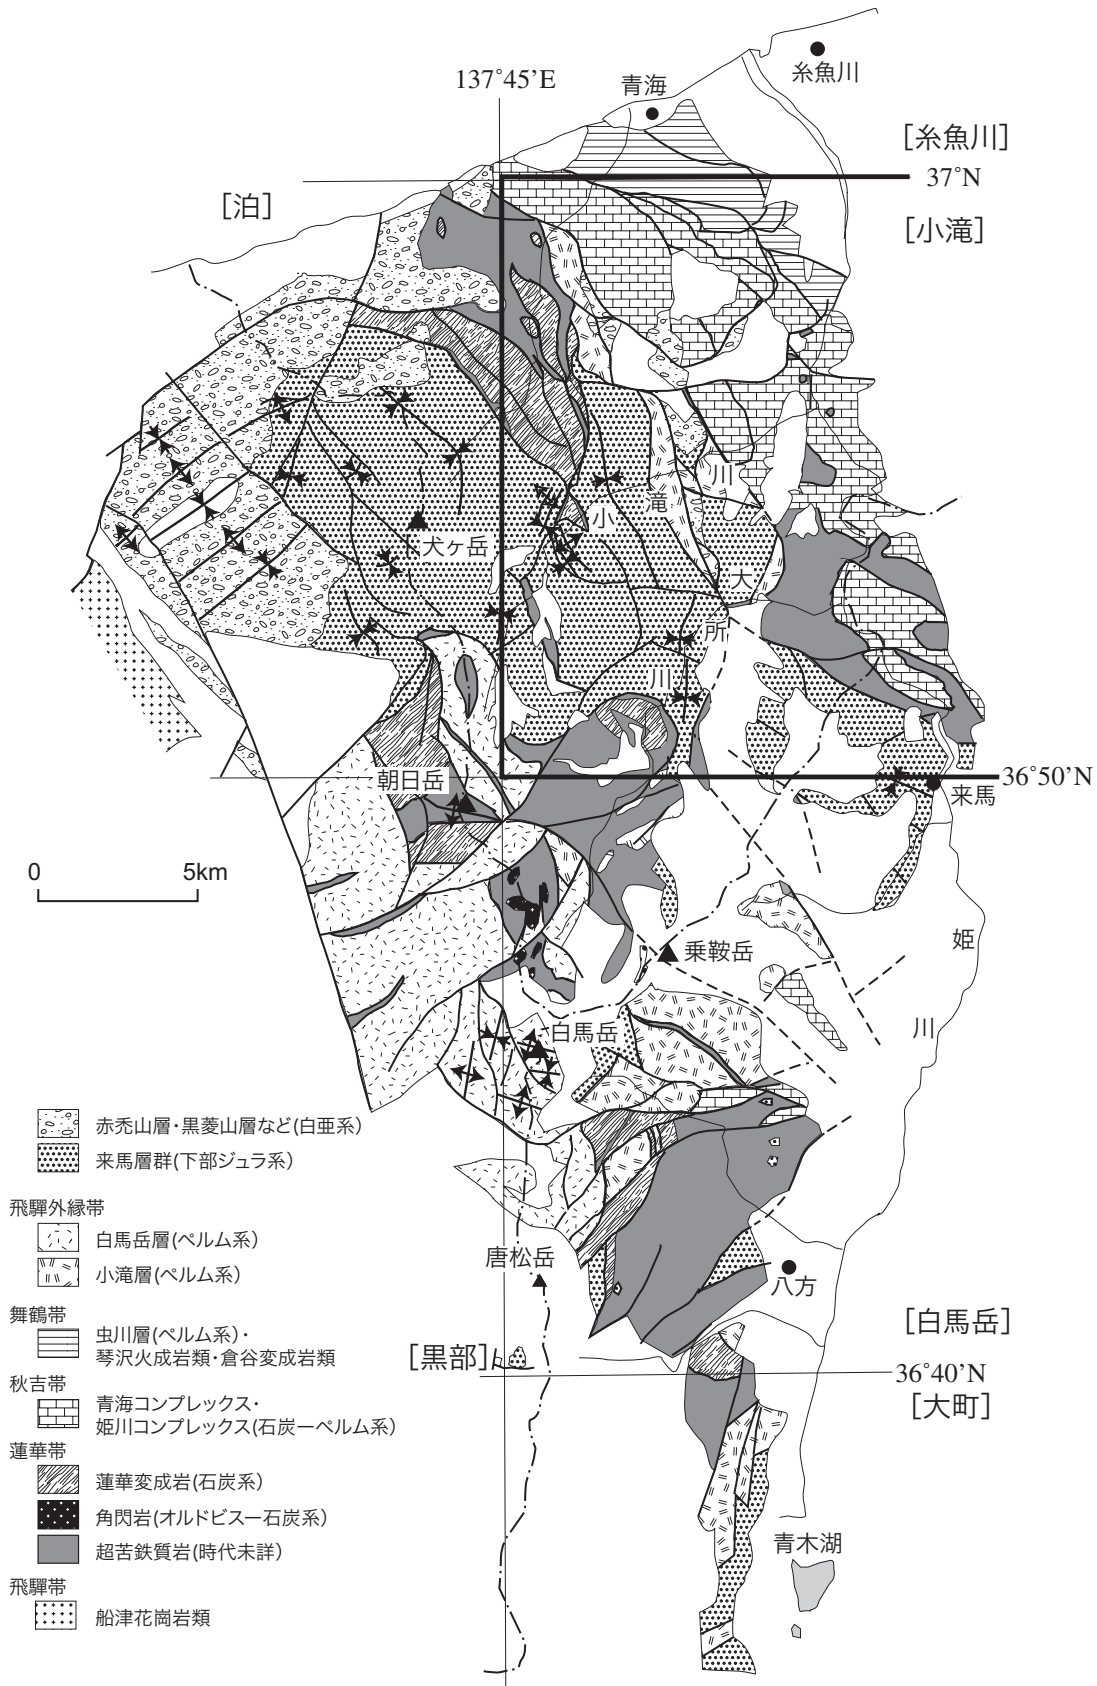 糸魚川
137°45'E
青海
[糸魚川]
37°N
[泊]
[小滝]
川
滝
小
犬ヶ岳
大
所
川
朝日岳
36°50'N
来馬
0 5km
姫
乗鞍岳
川
白馬岳
赤禿山層・黒菱山層など(白亜系)
来馬層群(下部ジュラ系)
飛驒外縁帯
白馬岳層(ペルム系)
小滝層(ペルム系)
唐松岳
八方
舞鶴帯
虫川層(ペルム系)・
琴沢火成岩類・倉谷変成岩類
[白馬岳]
[黒部]
36°40'N
[大町]
秋吉帯
青海コンプレックス・
姫川コンプレックス(石炭ーペルム系)
蓮華帯
蓮華変成岩(石炭系)
角閃岩(オルドビスー石炭系)
超苦鉄質岩(時代未詳)
青木湖
飛驒帯
船津花崗岩類